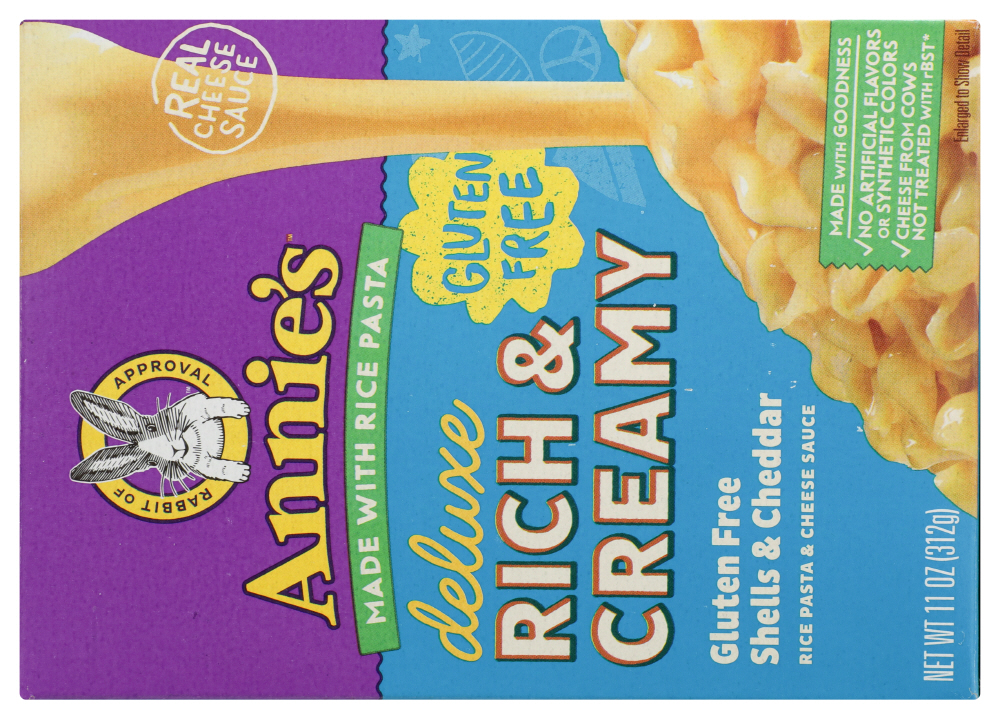 REAL
CHEESE
SAUCE
RABBIT OF
APPROVAL
Annie's™
MADE WITH RICE PASTA
GLUTEN
FREE
deluxe
RICH &
CREAMY
Gluten Free
Shells & Cheddar
RICE PASTA & CHEESE SAUCE
MADE WITH GOODNESS
✓NO ARTIFICIAL FLAVORS
OR SYNTHETIC COLORS
✓CHEESE FROM COWS
NOT TREATED WITH rBST*
Enlarged to Show Detail
NET WT 11 OZ (312g)